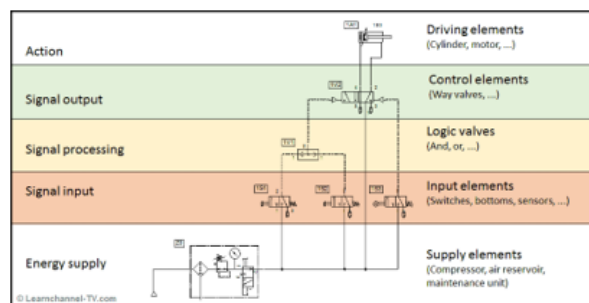 Driving elements
(Cylinder, motor, ...)
Action
Control elements
(Way valves, ...)
Signal output
Logic valves
(And, or, ...)
Signal processing
Signal input
Input elements
(Switches, bottoms, sensors, ...)
Energy supply
Supply elements
(Compressor, air reservoir,
maintenance unit)
© Learnchannel-TV.com